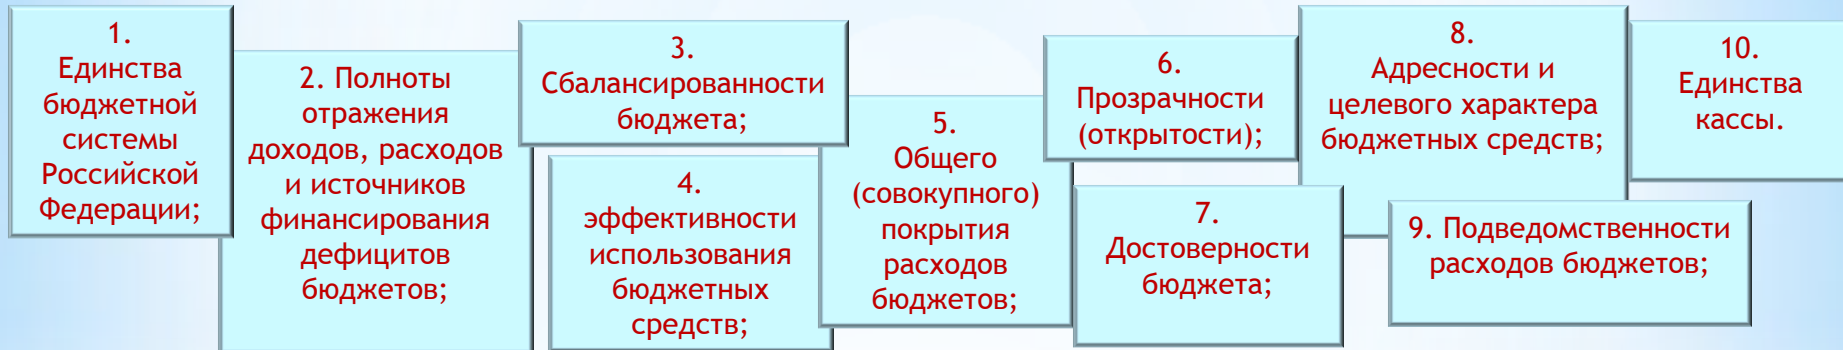 1.
Единства
бюджетной
системы
Российской
Федерации;
2. Полноты
отражения
доходов, расходов
и источников
финансирования
дефицитов
бюджетов;
3.
Сбалансированности
бюджета;
4.
эффективности
использования
бюджетных
средств;
5.
Общего
(совокупного)
покрытия
расходов
бюджетов;
6.
Прозрачности
(открытости);
7.
Достоверности
бюджета;
8.
Адресности и
целевого характера
бюджетных средств;
9. Подведомственности
расходов бюджетов;
10.
Единства
кассы.